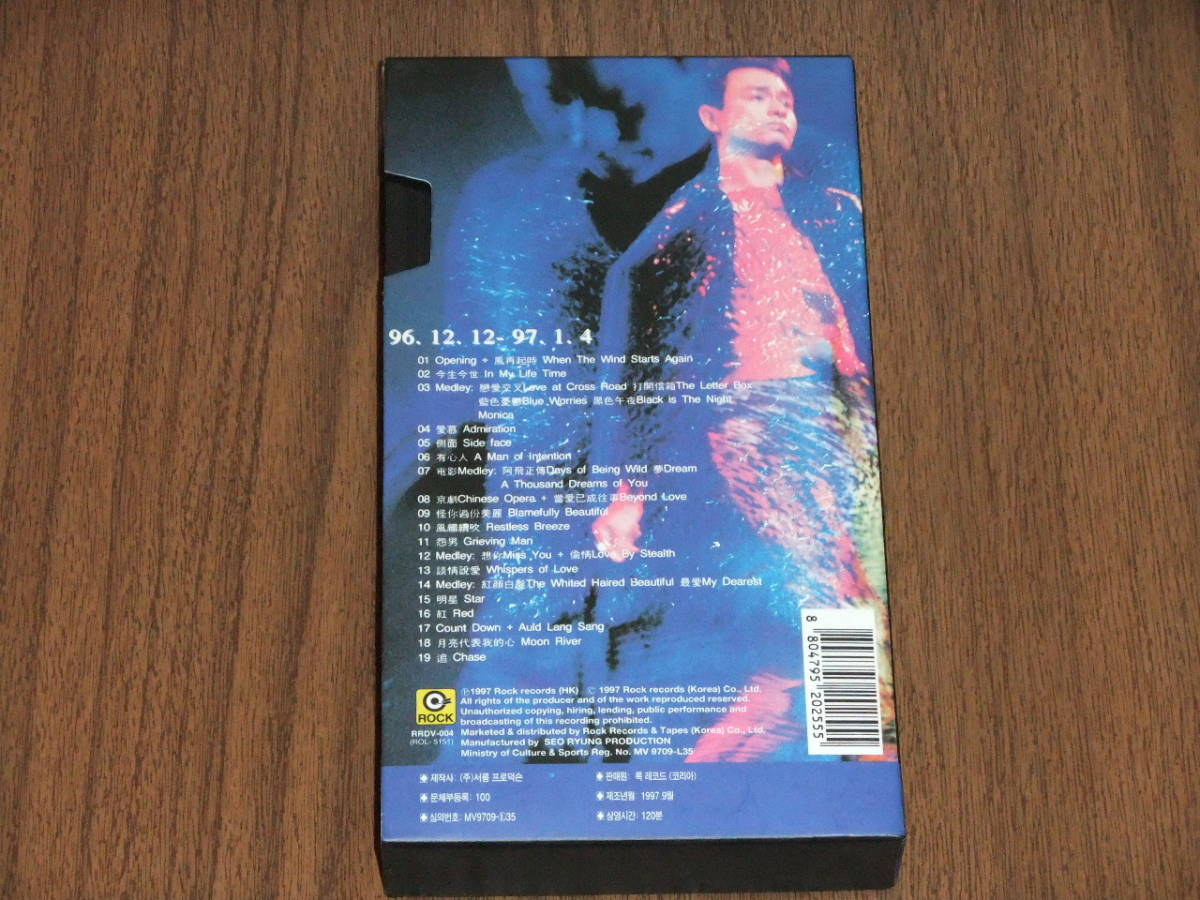 96、12、12- 97、1、4
01 Opening + 風再起時 When The Wind Starts Again
02 今生今世 In My Life Time
03 Medley: 戀愛交叉Love at Cross Road 打開信箱The Letter Box
藍色憂鬱Blue Worries 黑色午夜Black is The Night
Monica
04 愛慕 Admiration
05 側面 Side face
06 有心人 A Man of Intention
07 電影Medley: 阿飛正傳Days of Being Wild 夢Dream
A Thousand Dreams of You
08 京劇Chinese Opera + 當愛已成往事Beyond Love
09 怪你過份美麗 Blamefully Beautiful
10 風繼續吹 Restless Breeze
11 怨男 Grieving Man
12 Medley: 想你Miss You + 偷情Love By Stealth
13 談情說愛 Whispers of Love
14 Medley: 紅顏白髮The Whited Haired Beautiful 最愛My Dearest
15 明星 Star
16 紅 Red
17 Count Down + Auld Lang Sang
18 月亮代表我的心 Moon River
19 追 Chase
8 804795 202555
ROCK
RRDV-004
(ROL- 5151)
℗1997 Rock records (HK) © 1997 Rock records (Korea) Co., Ltd.
All rights of the producer and of the work reproduced reserved.
Unauthorized copying, hiring, lending, public performance and
broadcasting of this recording prohibited.
Marketed & distributed by Rock Records & Tapes (Korea) Co., Ltd.
Manufactured by SEO RYUNG PRODUCTION
Ministry of Culture & Sports Reg. No. MV 9709-L35
제작사: (주)서룡 프로덕숀
판매원: 록 레코드 (코리아)
문체부등록: 100
제조년월: 1997.9월
심의번호: MV9709-Ⓛ35
상영시간: 120분